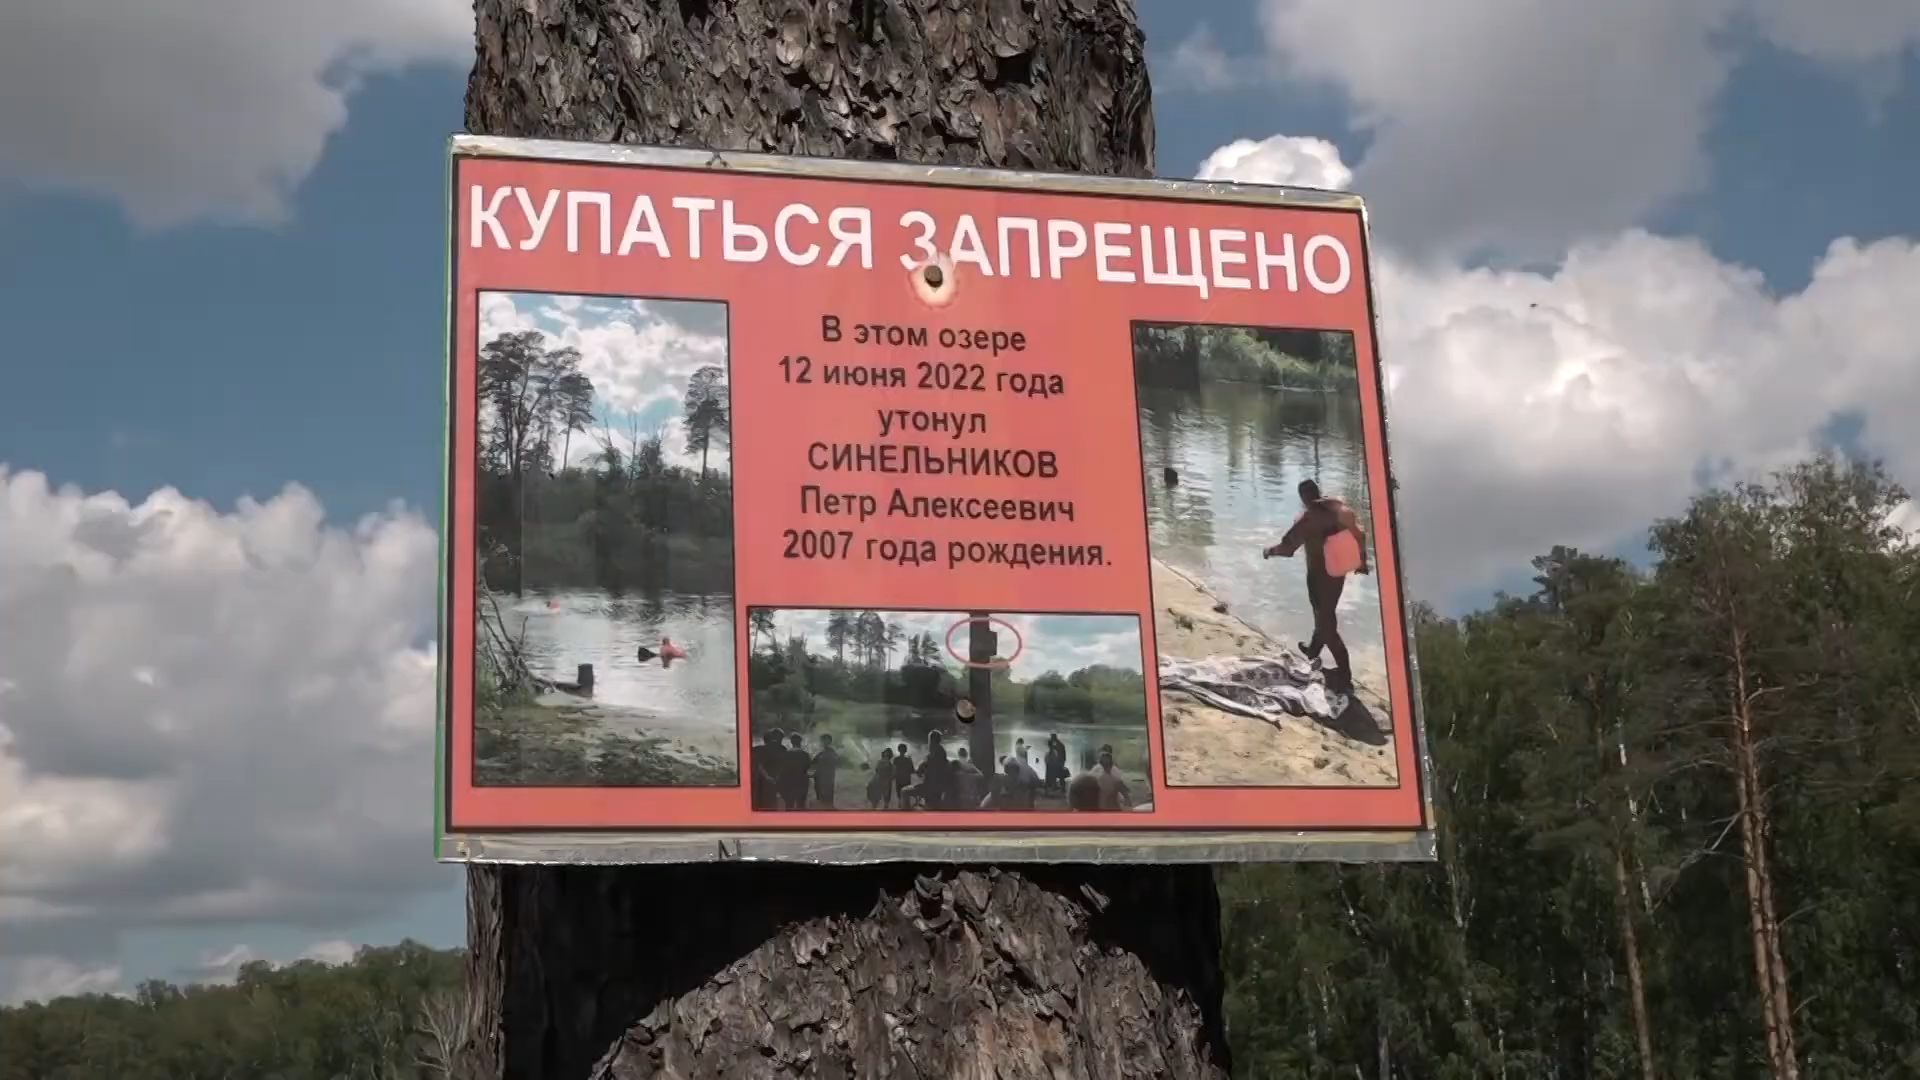 КУПАТЬСЯ ЗАПРЕЩЕНО
В этом озере
12 июня 2022 года
утонул
СИНЕЛЬНИКОВ
Петр Алексеевич
2007 года рождения.